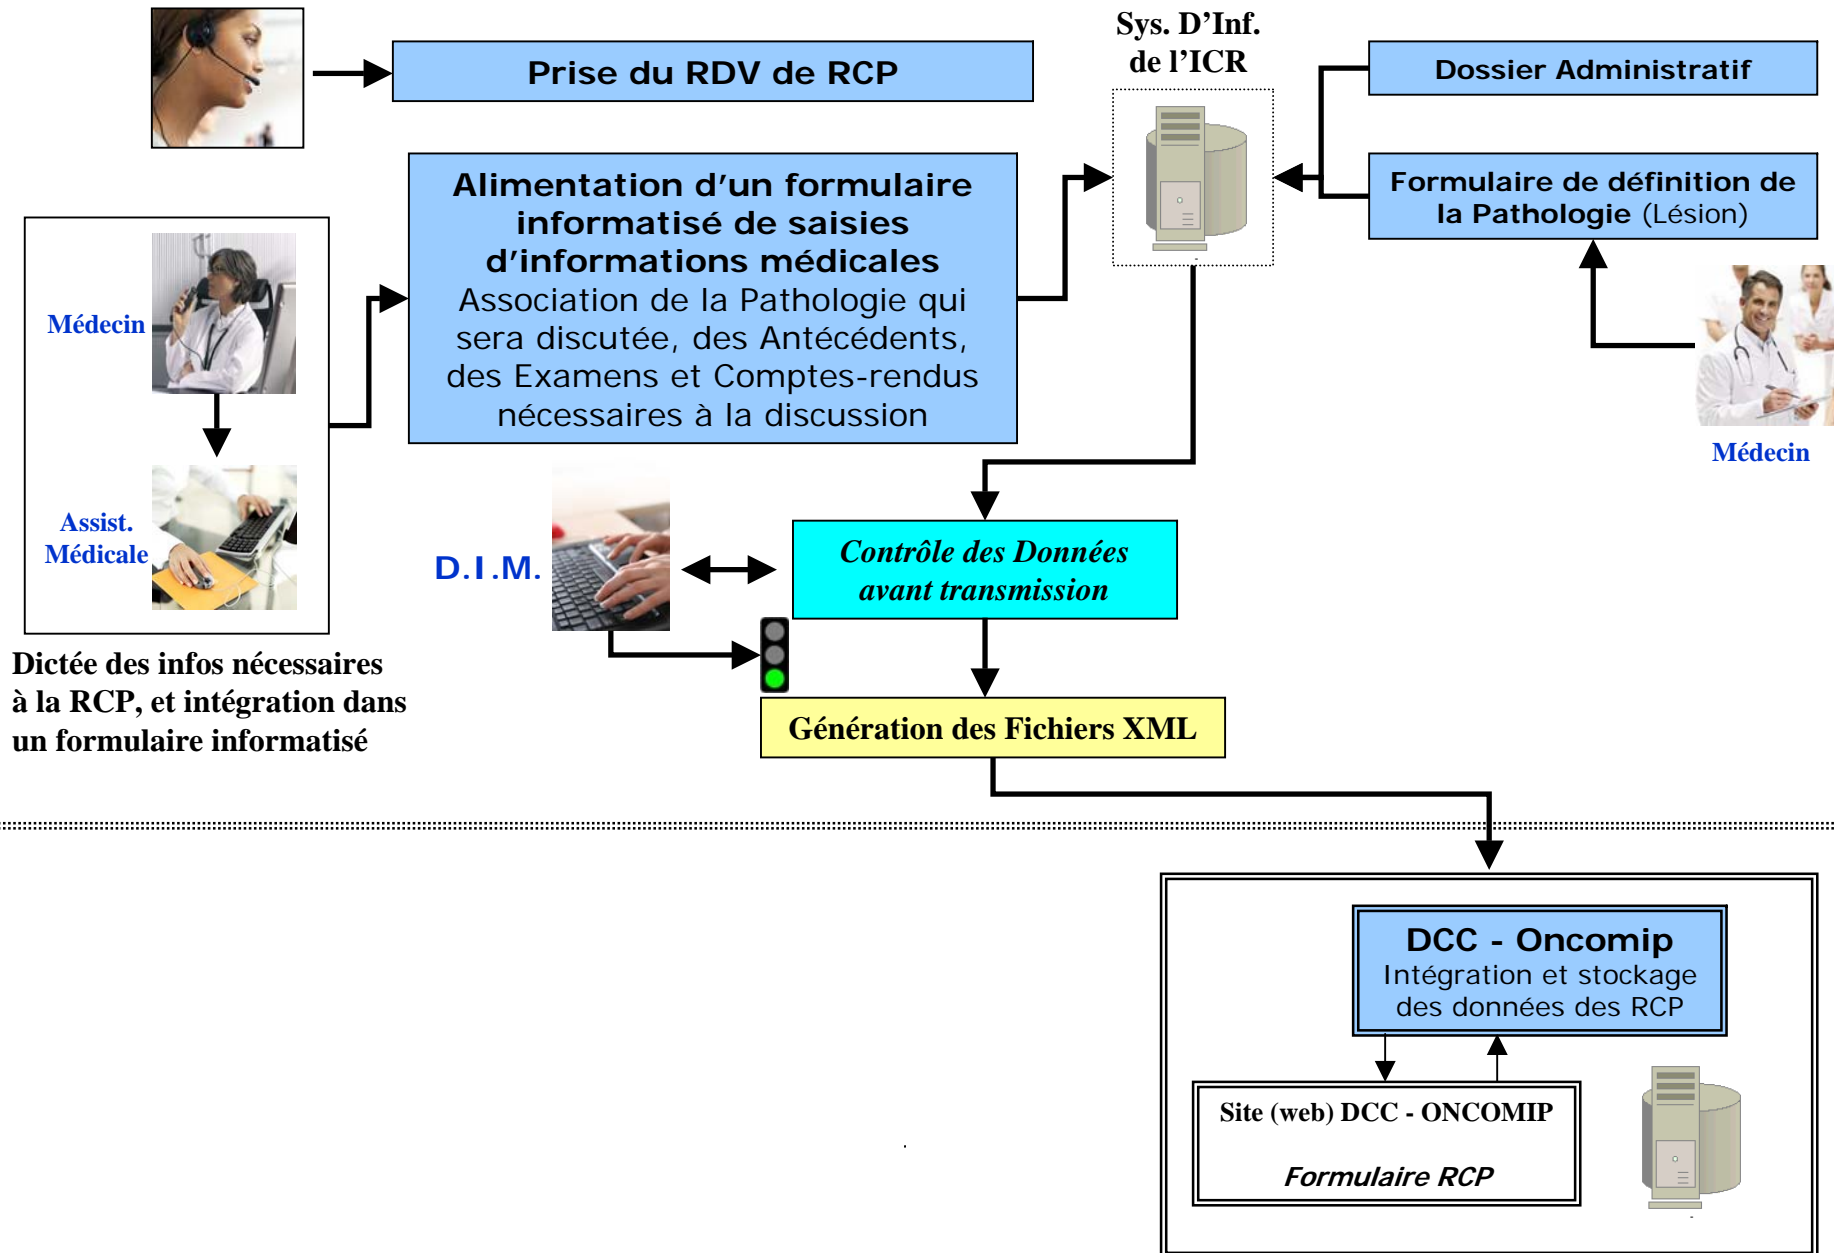 Sys. D’Inf.
de l’ICR
Prise du RDV de RCP
Dossier Administratif
Alimentation d’un formulaire
informatisé de saisies
d’informations médicales
Association de la Pathologie qui
sera discutée, des Antécédents,
des Examens et Comptes-rendus
nécessaires à la discussion
Formulaire de définition de
la Pathologie (Lésion)
Médecin
Médecin
Assist.
Médicale
D.I.M.
Contrôle des Données
avant transmission
Dictée des infos nécessaires
à la RCP, et intégration dans
un formulaire informatisé
Génération des Fichiers XML
DCC - Oncomip
Intégration et stockage
des données des RCP
Site (web) DCC - ONCOMIP
Formulaire RCP